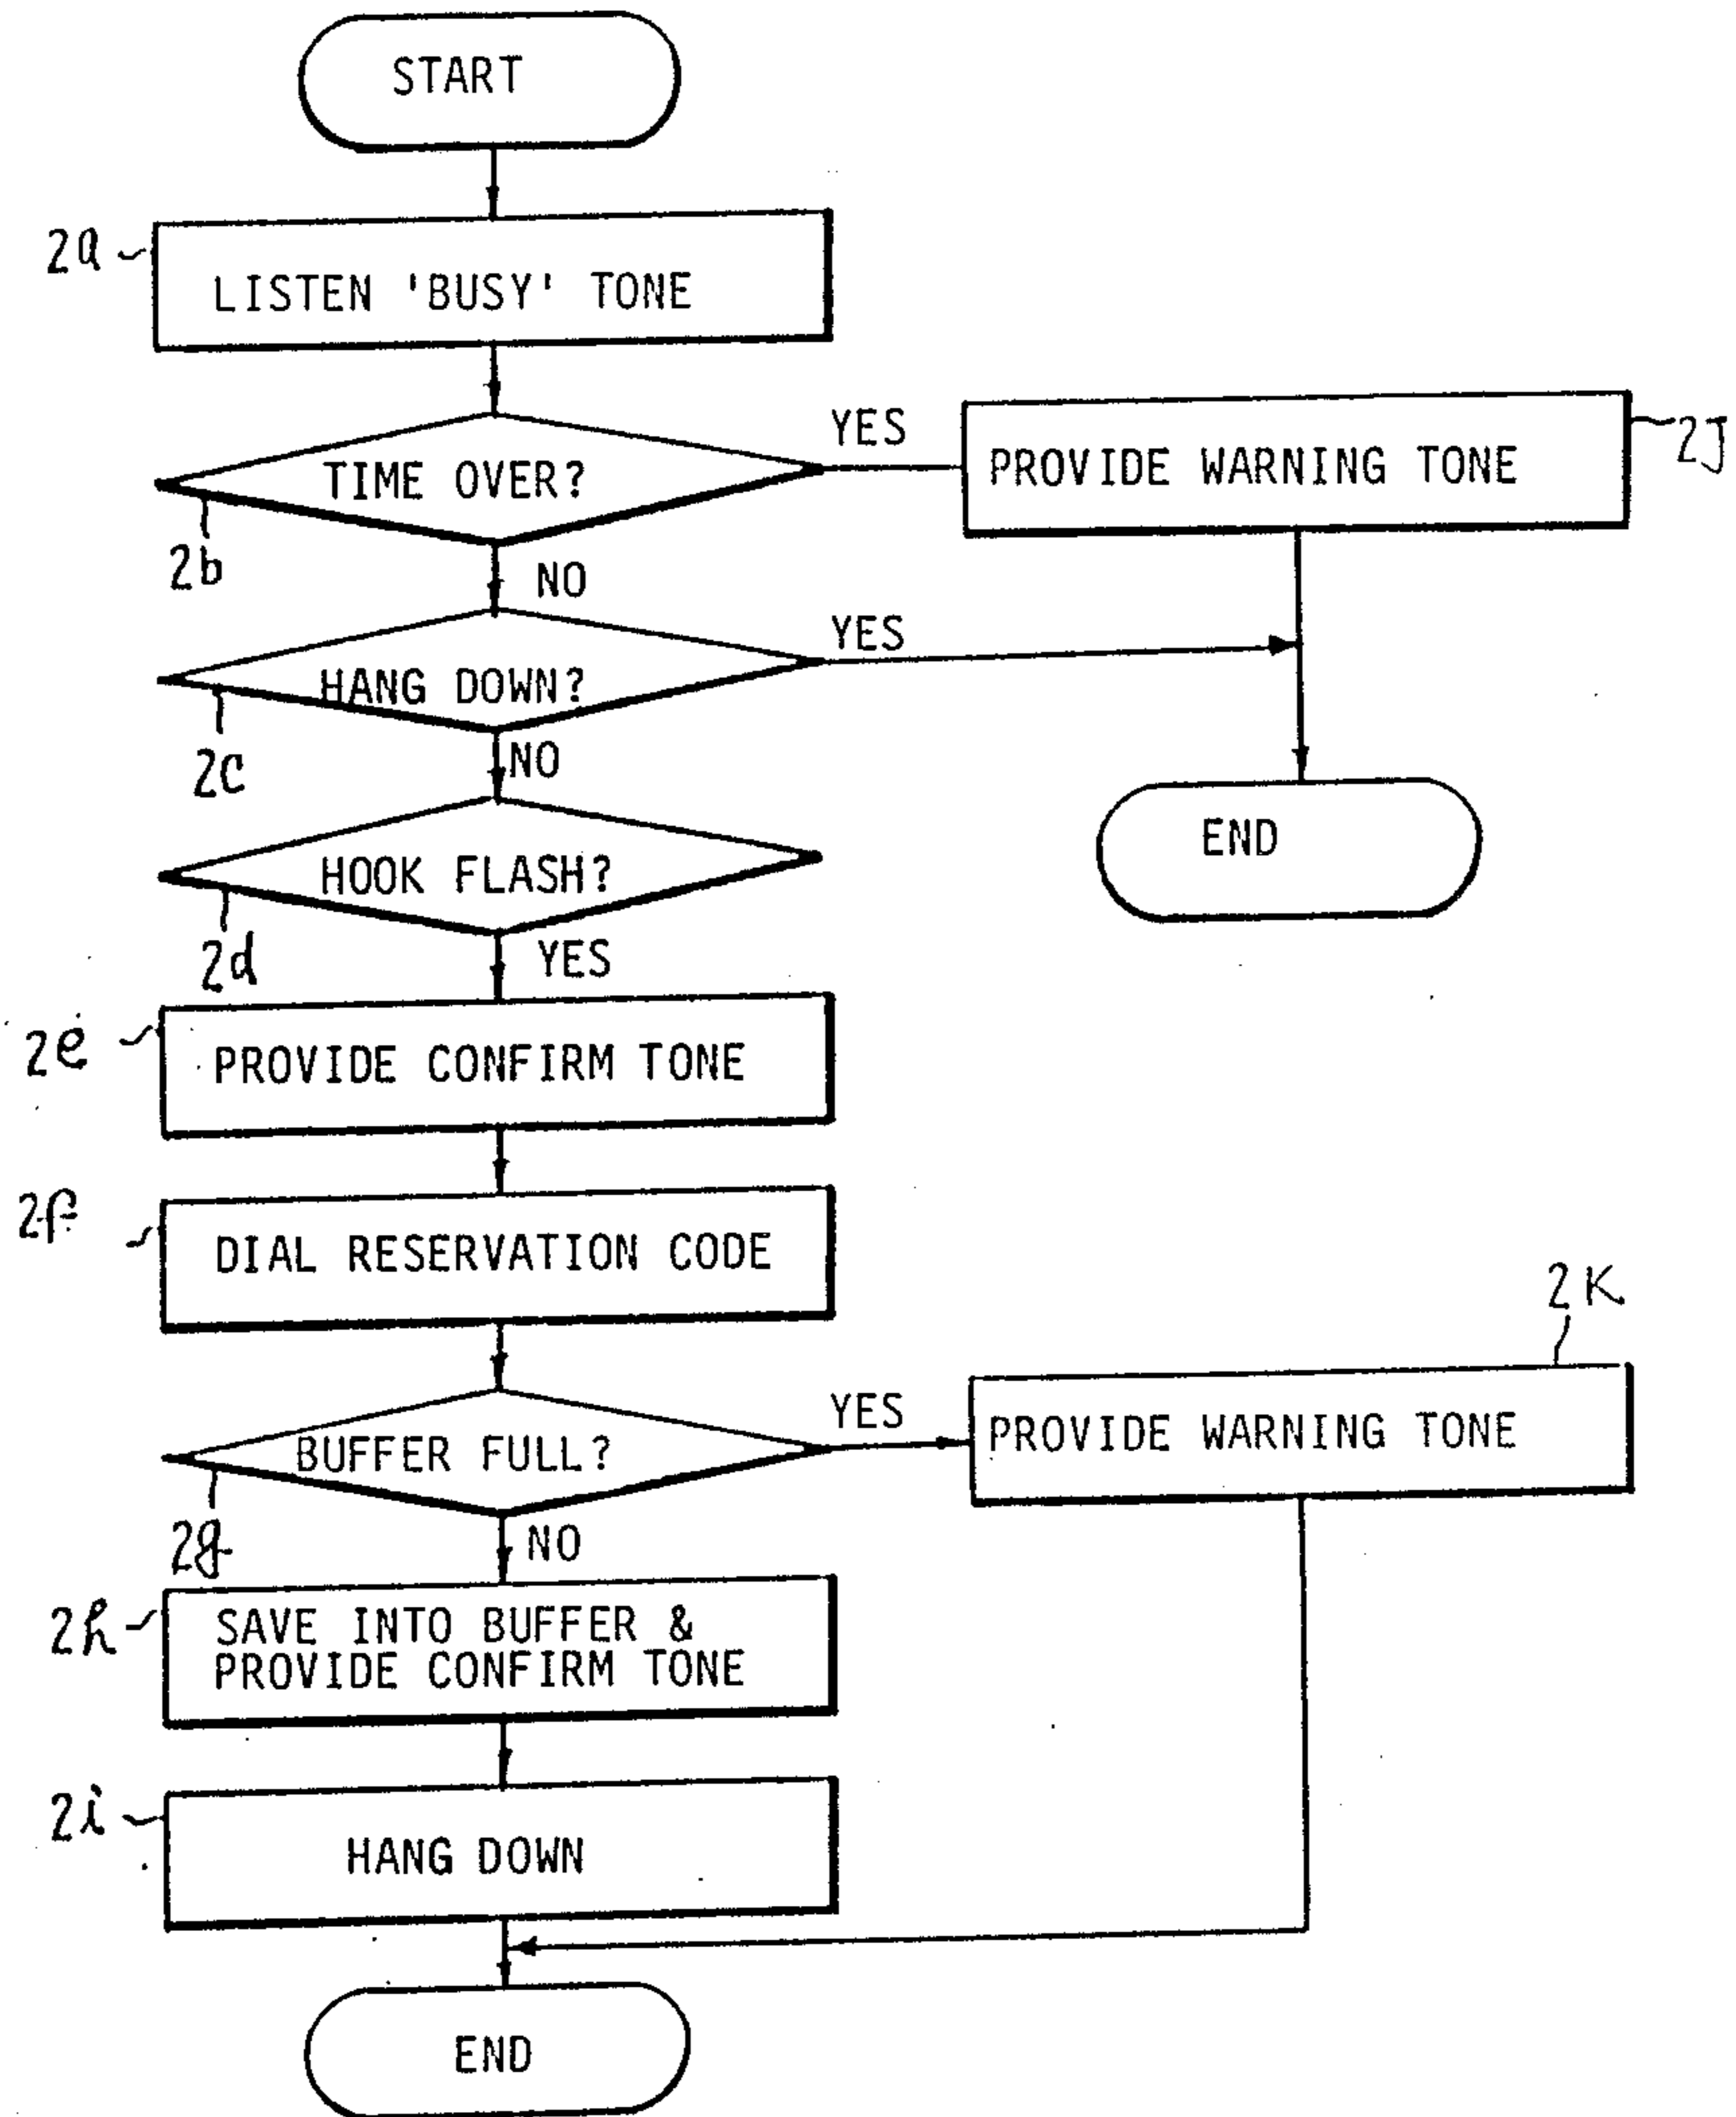 START
2a
LISTEN 'BUSY' TONE
TIME OVER?
YES
PROVIDE WARNING TONE
2J
2b
NO
HANG DOWN?
YES
2c
NO
END
HOOK FLASH?
2d
YES
2e
PROVIDE CONFIRM TONE
2f
DIAL RESERVATION CODE
2K
BUFFER FULL?
YES
PROVIDE WARNING TONE
2g
NO
2h
SAVE INTO BUFFER &
PROVIDE CONFIRM TONE
2i
HANG DOWN
END